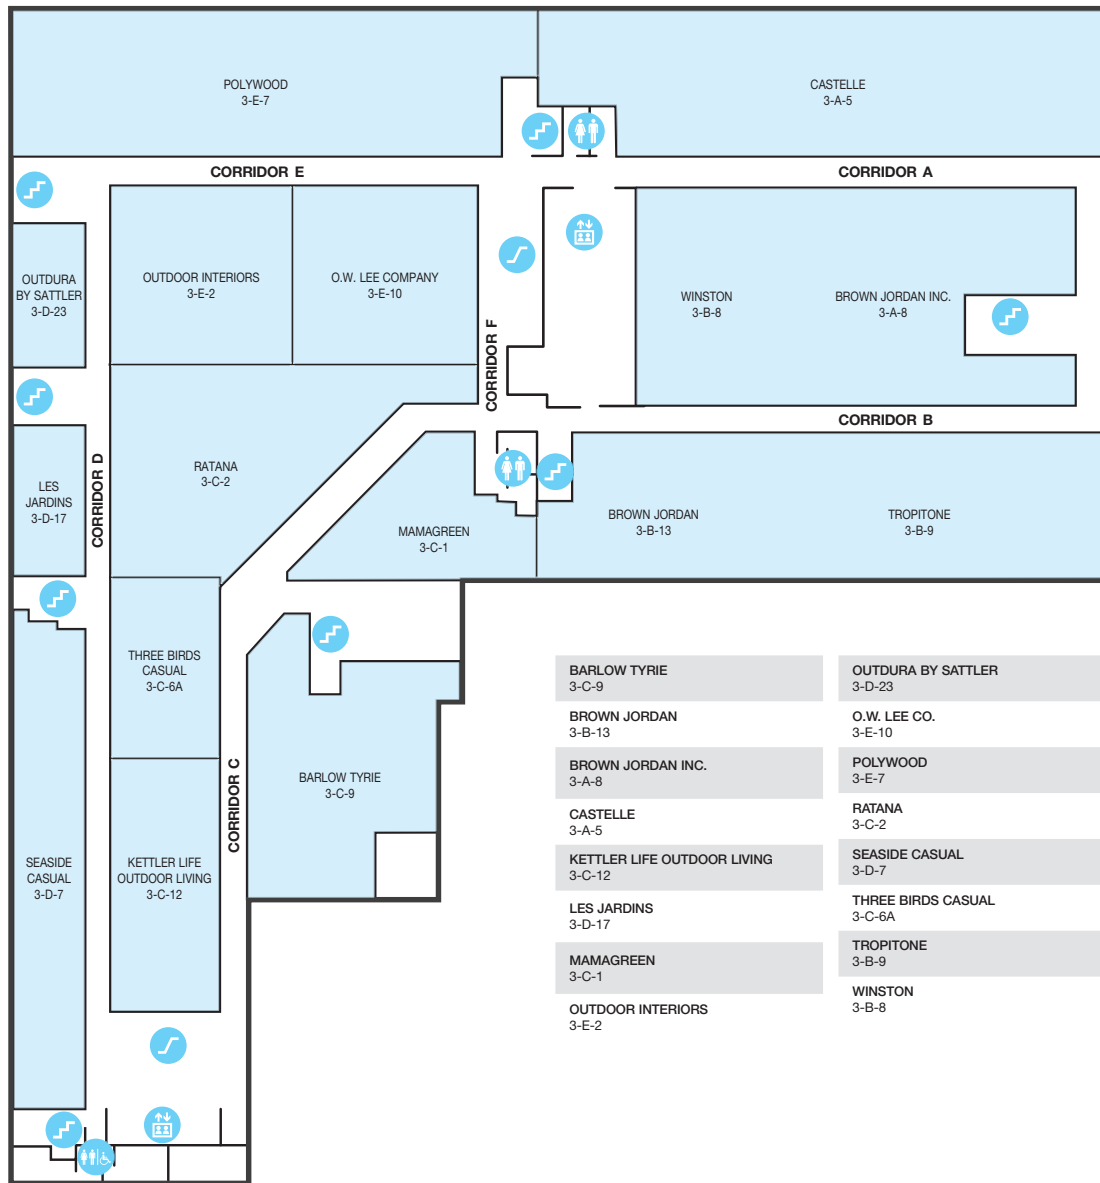 POLYWOOD
3-E-7
CASTELLE
3-A-5
CORRIDOR E
CORRIDOR A
OUTDURA
BY SATTLER
3-D-23
OUTDOOR INTERIORS
3-E-2
O.W. LEE COMPANY
3-E-10
WINSTON
3-B-8
BROWN JORDAN INC.
3-A-8
CORRIDOR F
CORRIDOR B
LES
JARDINS
3-D-17
CORRIDOR D
RATANA
3-C-2
MAMAGREEN
3-C-1
BROWN JORDAN
3-B-13
TROPITONE
3-B-9
THREE BIRDS
CASUAL
3-C-6A
CORRIDOR C
BARLOW TYRIE
3-C-9
SEASIDE
CASUAL
3-D-7
KETTLER LIFE
OUTDOOR LIVING
3-C-12
BARLOW TYRIE
3-C-9
BROWN JORDAN
3-B-13
BROWN JORDAN INC.
3-A-8
CASTELLE
3-A-5
KETTLER LIFE OUTDOOR LIVING
3-C-12
LES JARDINS
3-D-17
MAMAGREEN
3-C-1
OUTDOOR INTERIORS
3-E-2
OUTDURA BY SATTLER
3-D-23
O.W. LEE CO.
3-E-10
POLYWOOD
3-E-7
RATANA
3-C-2
SEASIDE CASUAL
3-D-7
THREE BIRDS CASUAL
3-C-6A
TROPITONE
3-B-9
WINSTON
3-B-8